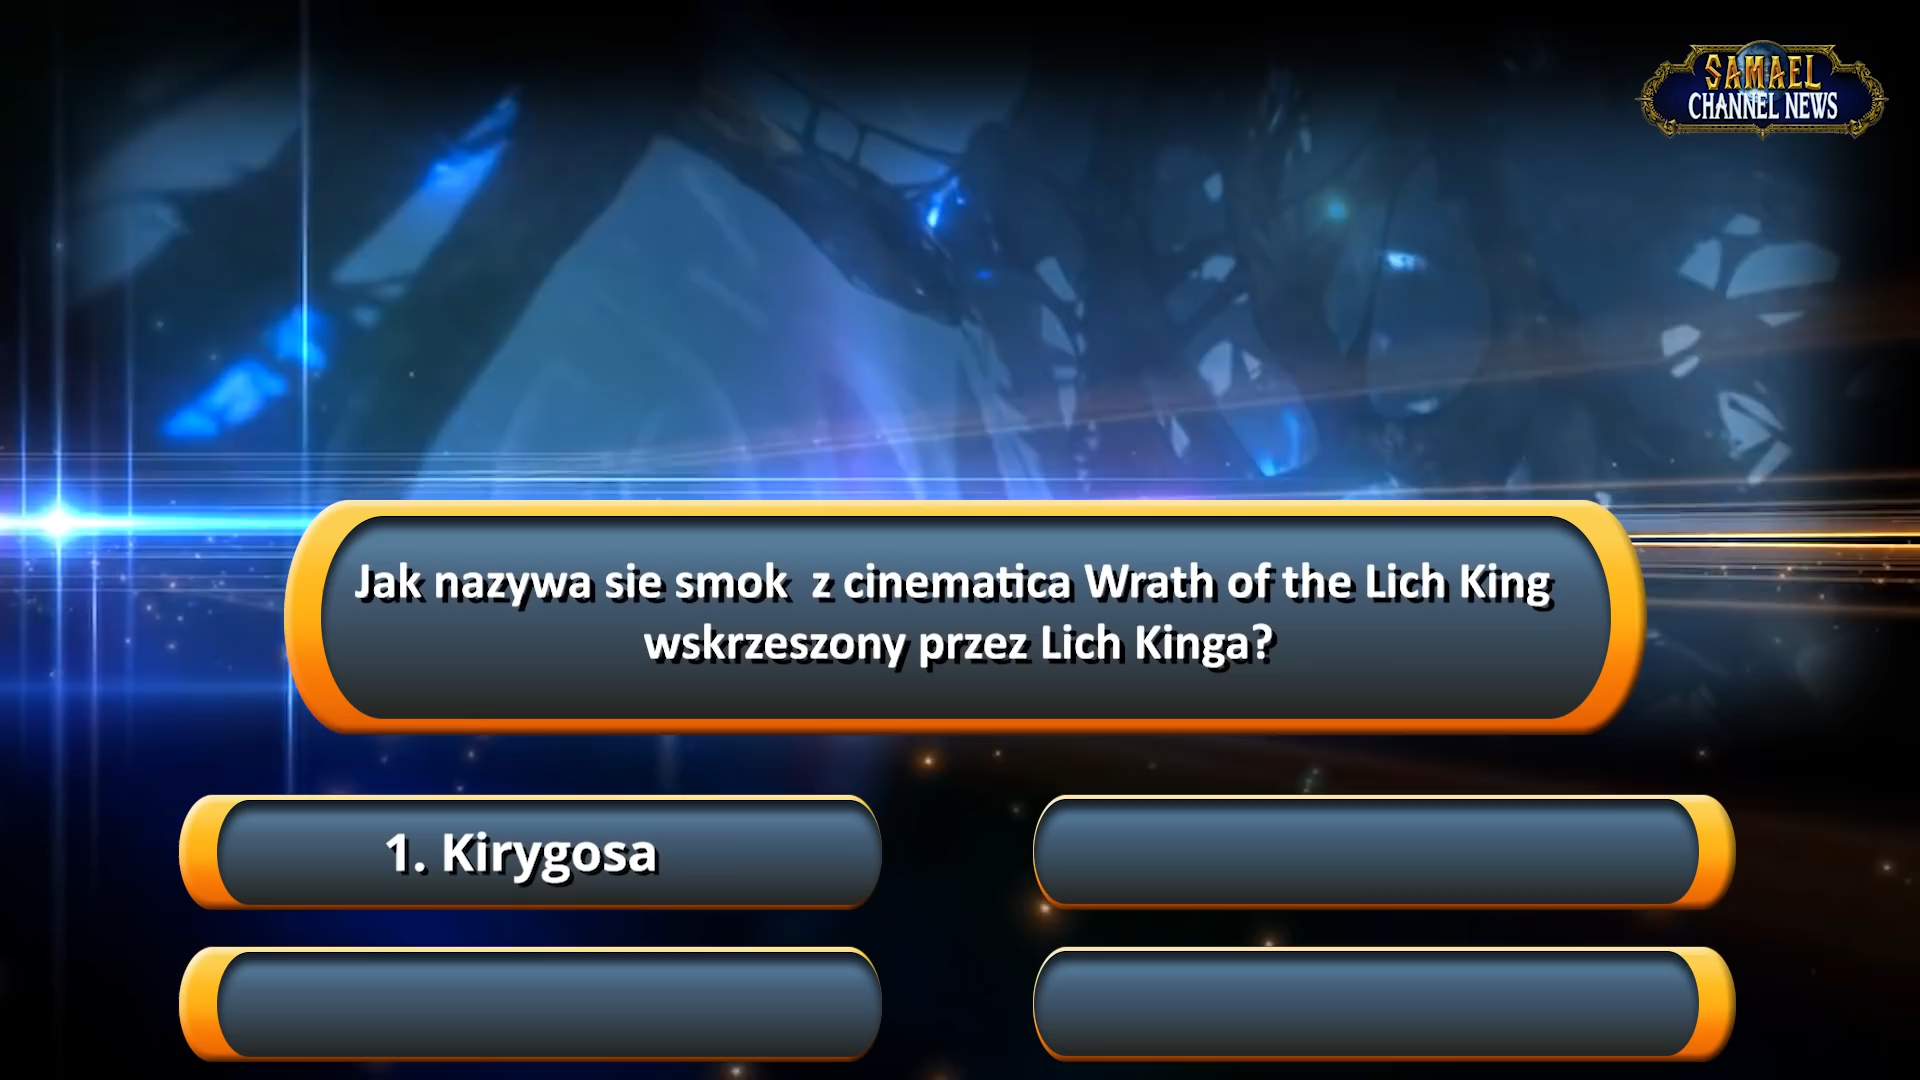 SAMAEL
CHANNEL NEWS
Jak nazywa sie smok  z cinematica Wrath of the Lich King
wskrzeszony przez Lich Kinga?
1. Kirygosa